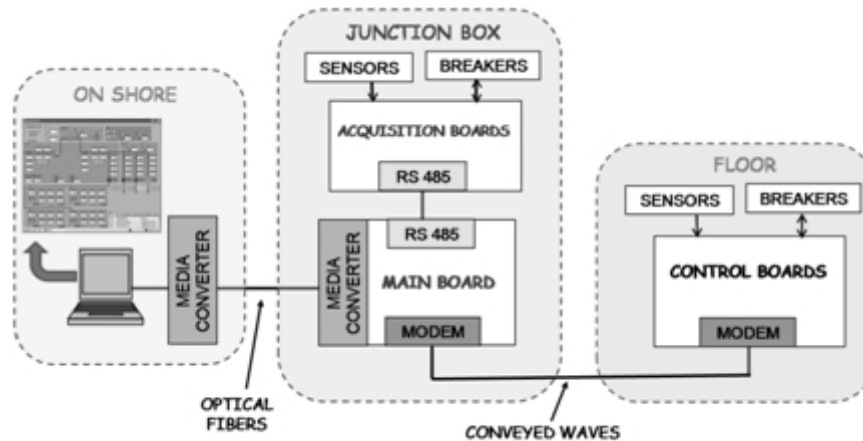 ON SHORE
MEDIA
CONVERTER
OPTICAL
FIBERS
JUNCTION BOX
SENSORS
BREAKERS
ACQUISITION BOARDS
RS 485
RS 485
MEDIA
CONVERTER
MAIN BOARD
MODEM
CONVEYED WAVES
FLOOR
SENSORS
BREAKERS
CONTROL BOARDS
MODEM